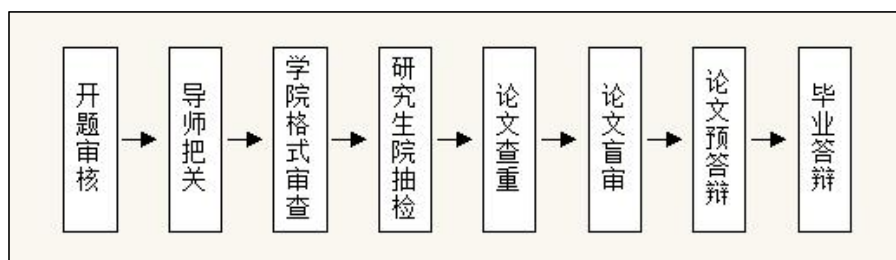 开题审核
导师把关
学院格式审查
研究生院抽检
论文查重
论文盲审
论文预答辩
毕业答辩